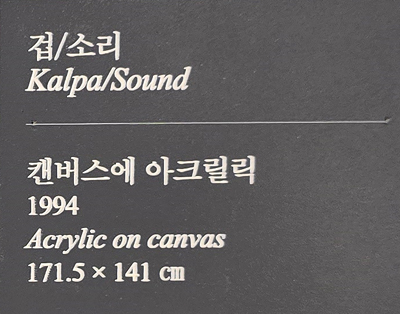 겁/소리
Kalpa/Sound
캔버스에 아크릴릭
1994
Acrylic on canvas
171.5 × 141 ㎝